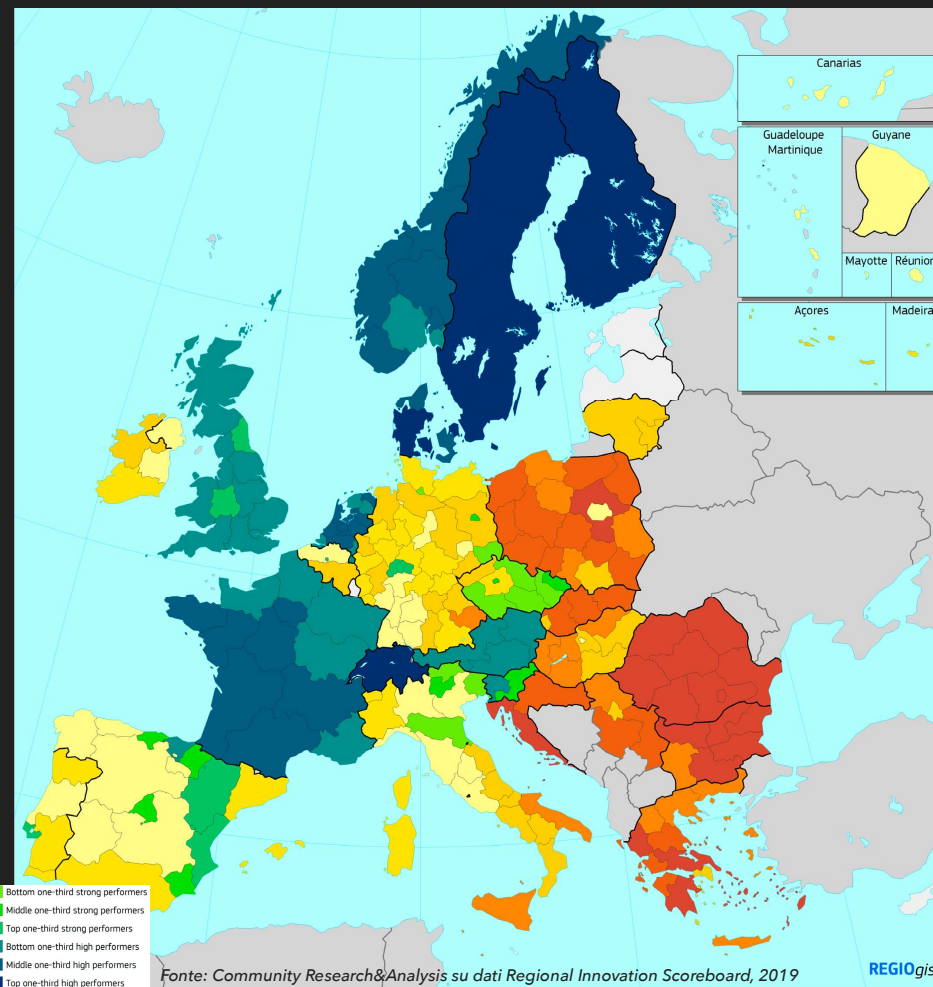 Canarias
Guadeloupe
Martinique
Guyane
Mayotte
Réunion
Açores
Madeira
Bottom one-third strong performers
Middle one-third strong performers
Top one-third strong performers
Bottom one-third high performers
Middle one-third high performers
Top one-third high performers
Fonte: Community Research&Analysis su dati Regional Innovation Scoreboard, 2019
REGIOgis